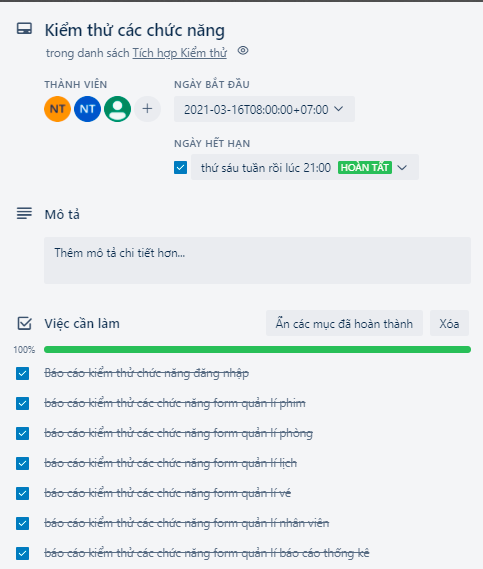 Kiểm thử các chức năng
trong danh sách Tích hợp Kiểm thử
THÀNH VIÊN
NT NT +
NGÀY BẮT ĐẦU
2021-03-16T08:00:00+07:00
NGÀY HẾT HẠN
thứ sáu tuần rồi lúc 21:00 HOÀN TẤT
Mô tả
Thêm mô tả chi tiết hơn...
Việc cần làm Ẩn các mục đã hoàn thành Xóa
100%
Báo cáo kiểm thử chức năng đăng nhập
báo cáo kiểm thử các chức năng form quản lí phim
báo cáo kiểm thử các chức năng form quản lí phòng
báo cáo kiểm thử các chức năng form quản lí lịch
báo cáo kiểm thử các chức năng form quản lí vé
báo cáo kiểm thử các chức năng form quản lí nhân viên
báo cáo kiểm thử các chức năng form quản lí báo cáo thống kê